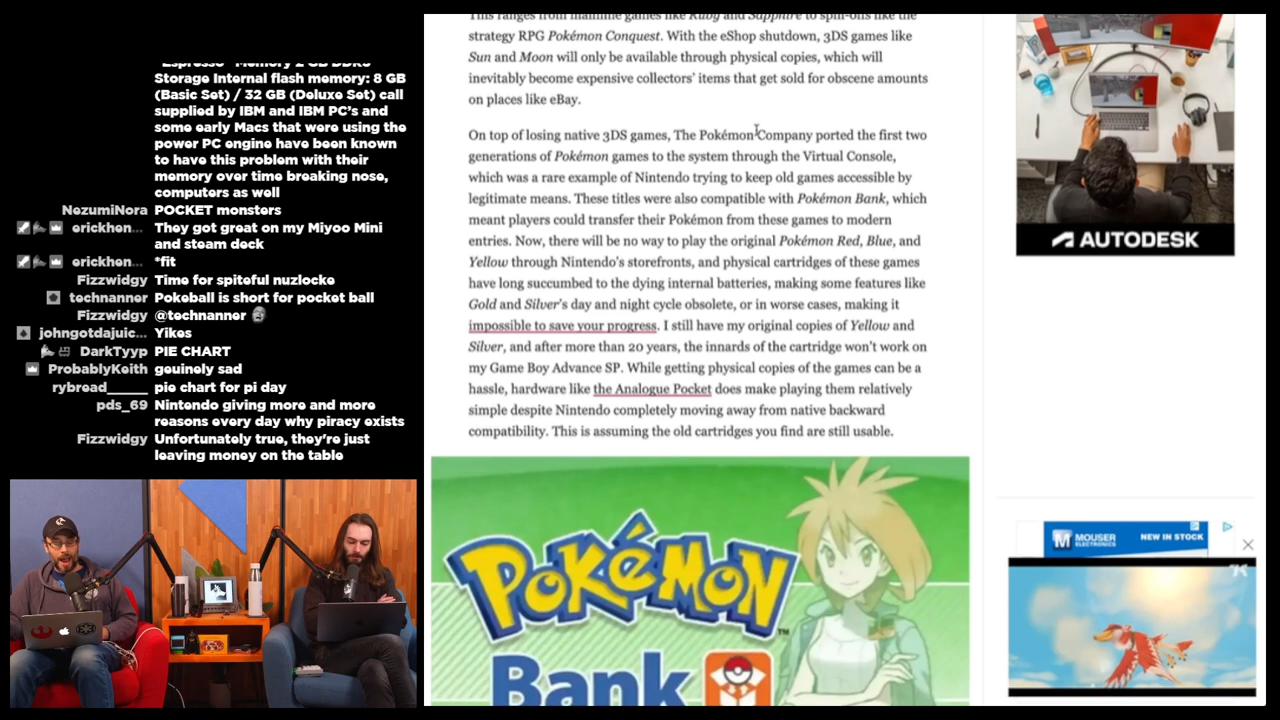 Storage Internal flash memory: 8 GB
(Basic Set) / 32 GB (Deluxe Set) call
supplied by IBM and IBM PC's and
some early Macs that were using the
power PC engine have been known
to have this problem with their
memory over time breaking nose,
computers as well
NezumiNora POCKET monsters
erickhen... They got great on my Miyoo Mini
and steam deck
erickhen... *fit
Fizzwidgy Time for spiteful nuzlocke
technanner Pokeball is short for pocket ball
Fizzwidgy @technanner
johngotdajuic... Yikes
DarkTyyp PIE CHART
ProbablyKeith geuinely sad
rybread_____ pie chart for pi day
pds_69 Nintendo giving more and more
reasons every day why piracy exists
Fizzwidgy Unfortunately true, they're just
leaving money on the table
This ranges from mainline games like Ruby and Sapphire to spin-offs like the
strategy RPG Pokémon Conquest. With the eShop shutdown, 3DS games like
Sun and Moon will only be available through physical copies, which will
inevitably become expensive collectors' items that get sold for obscene amounts
on places like eBay.
On top of losing native 3DS games, The Pokémon Company ported the first two
generations of Pokémon games to the system through the Virtual Console,
which was a rare example of Nintendo trying to keep old games accessible by
legitimate means. These titles were also compatible with Pokémon Bank, which
meant players could transfer their Pokémon from these games to modern
entries. Now, there will be no way to play the original Pokémon Red, Blue, and
Yellow through Nintendo's storefronts, and physical cartridges of these games
have long succumbed to the dying internal batteries, making some features like
Gold and Silver's day and night cycle obsolete, or in worse cases, making it
impossible to save your progress. I still have my original copies of Yellow and
Silver, and after more than 20 years, the innards of the cartridge won't work on
my Game Boy Advance SP. While getting physical copies of the games can be a
hassle, hardware like the Analogue Pocket does make playing them relatively
simple despite Nintendo completely moving away from native backward
compatibility. This is assuming the old cartridges you find are still usable.
POKéMON
TM
Bank
AUTODESK
M MOUSER
ELECTRONICS
NEW IN STOCK